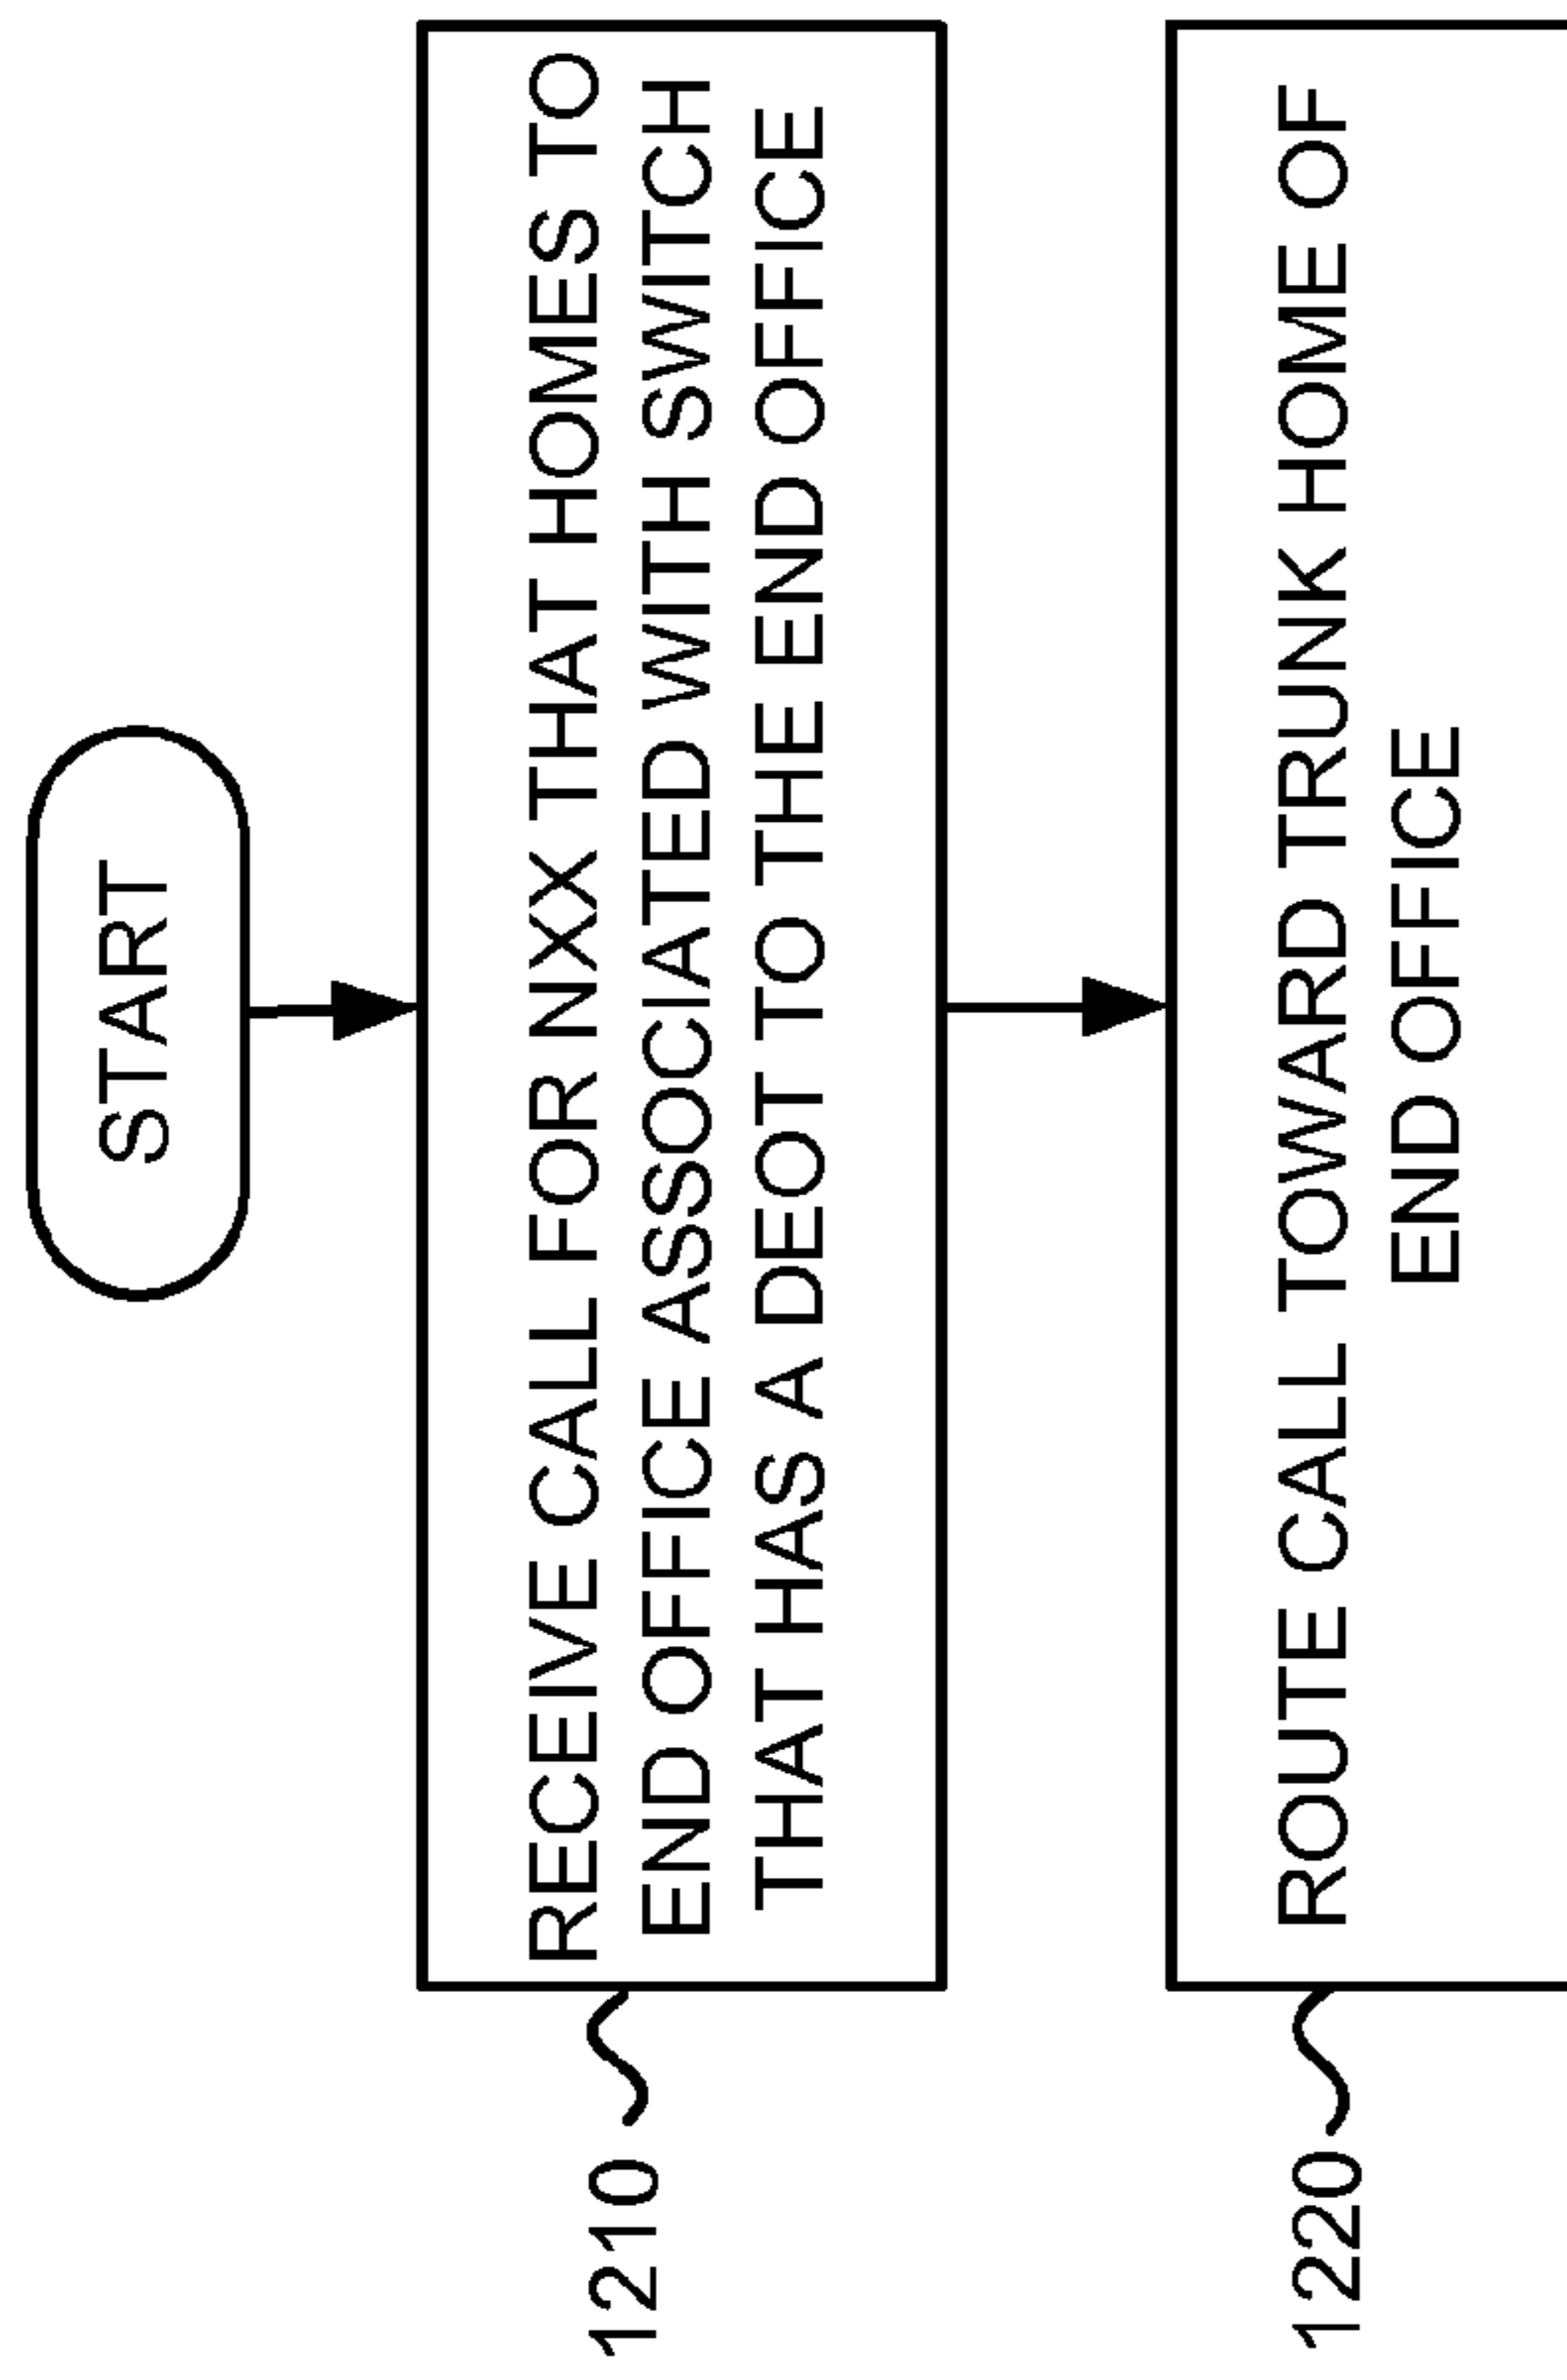 START
RECEIVE CALL FOR NXX THAT HOMES TO
END OFFICE ASSOCIATED WITH SWITCH
THAT HAS A DEOT TO THE END OFFICE
1210
ROUTE CALL TOWARD TRUNK HOME OF
END OFFICE
1220